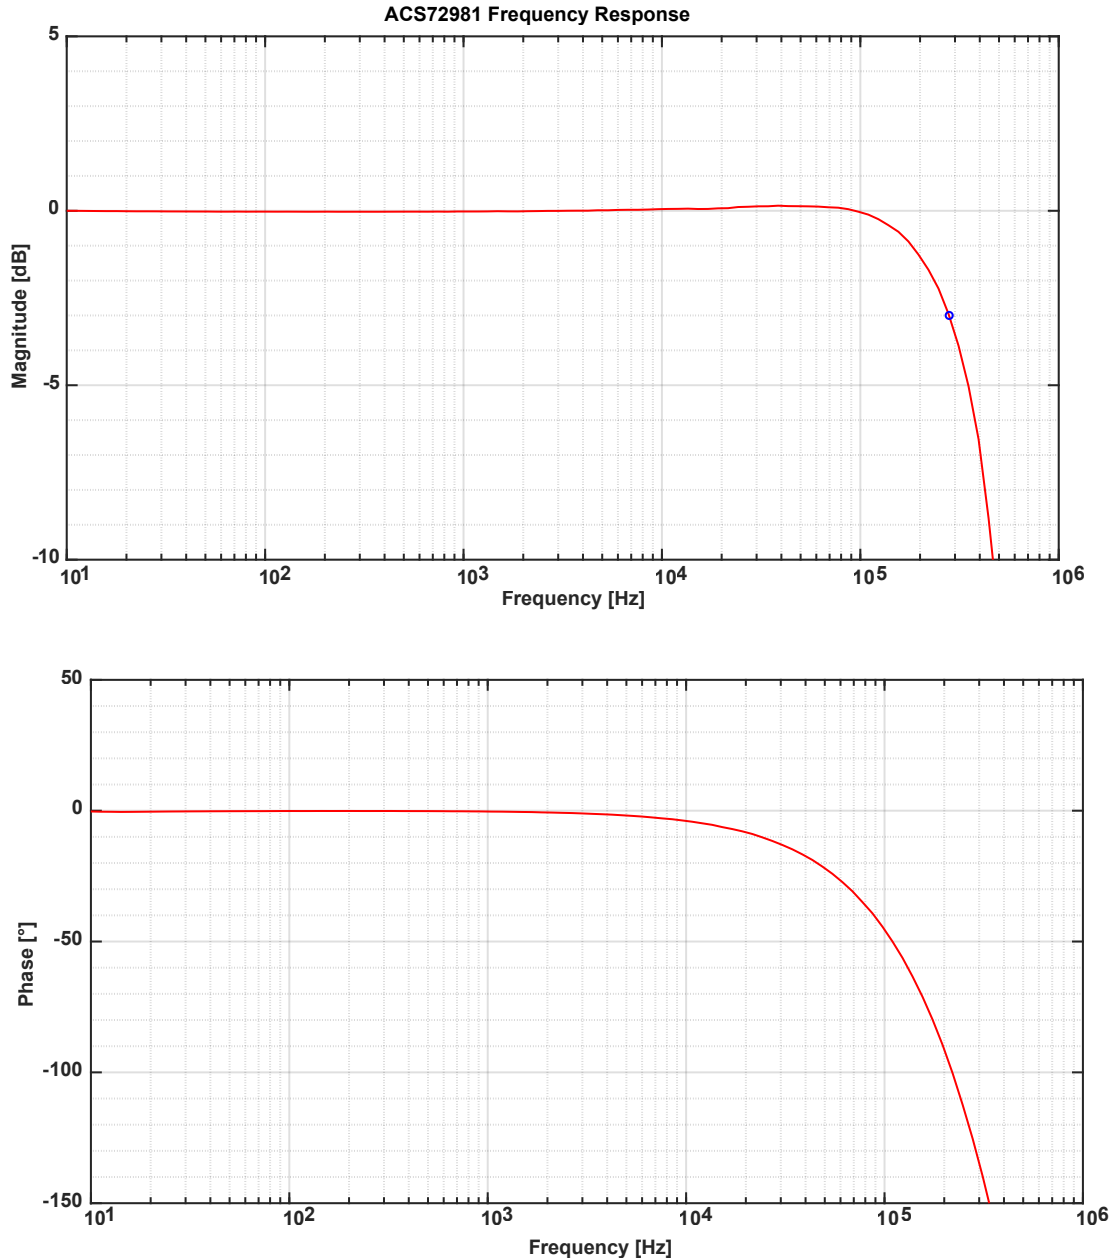 ACS72981 Frequency Response
5
0
-5
-10
Magnitude [dB]
10¹ 10² 10³ 10⁴ 10⁵ 10⁶
Frequency [Hz]
50
0
-50
-100
-150
Phase [°]
10¹ 10² 10³ 10⁴ 10⁵ 10⁶
Frequency [Hz]